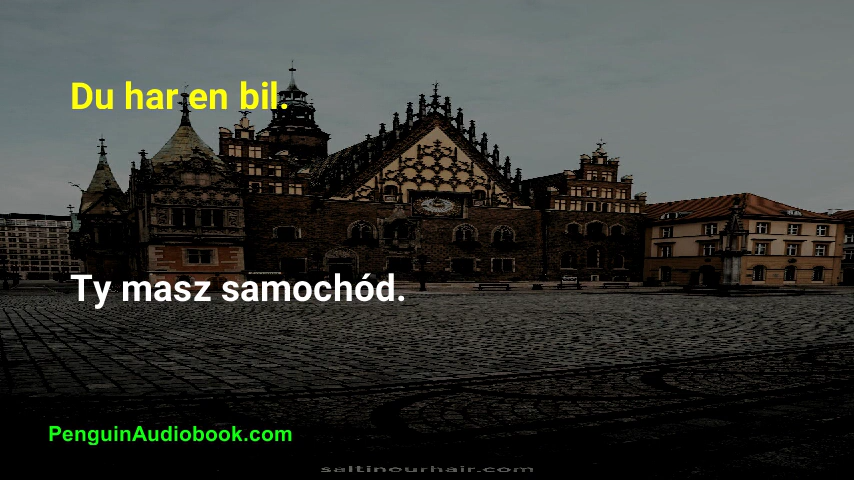 Du har en bil.
Ty masz samochód.
PenguinAudiobook.com
saltinourhair.com